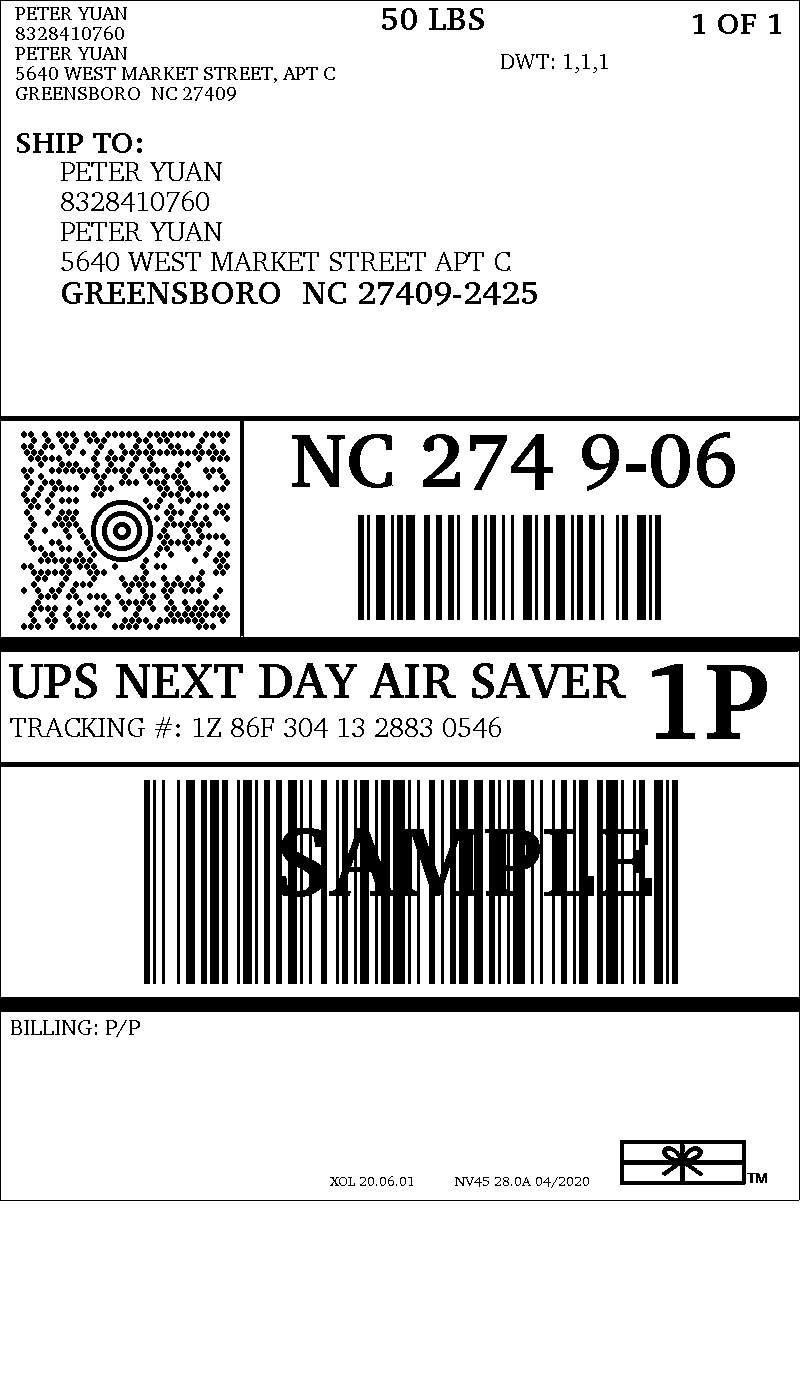 PETER YUAN
8328410760
PETER YUAN
5640 WEST MARKET STREET, APT C
GREENSBORO NC 27409
50 LBS
1 OF 1
DWT: 1,1,1
SHIP TO:
PETER YUAN
8328410760
PETER YUAN
5640 WEST MARKET STREET APT C
GREENSBORO NC 27409-2425
NC 274 9-06
UPS NEXT DAY AIR SAVER
1P
TRACKING #: 1Z 86F 304 13 2883 0546
SAMPLE
BILLING: P/P
XOL 20.06.01
NV45 28.0A 04/2020
TM